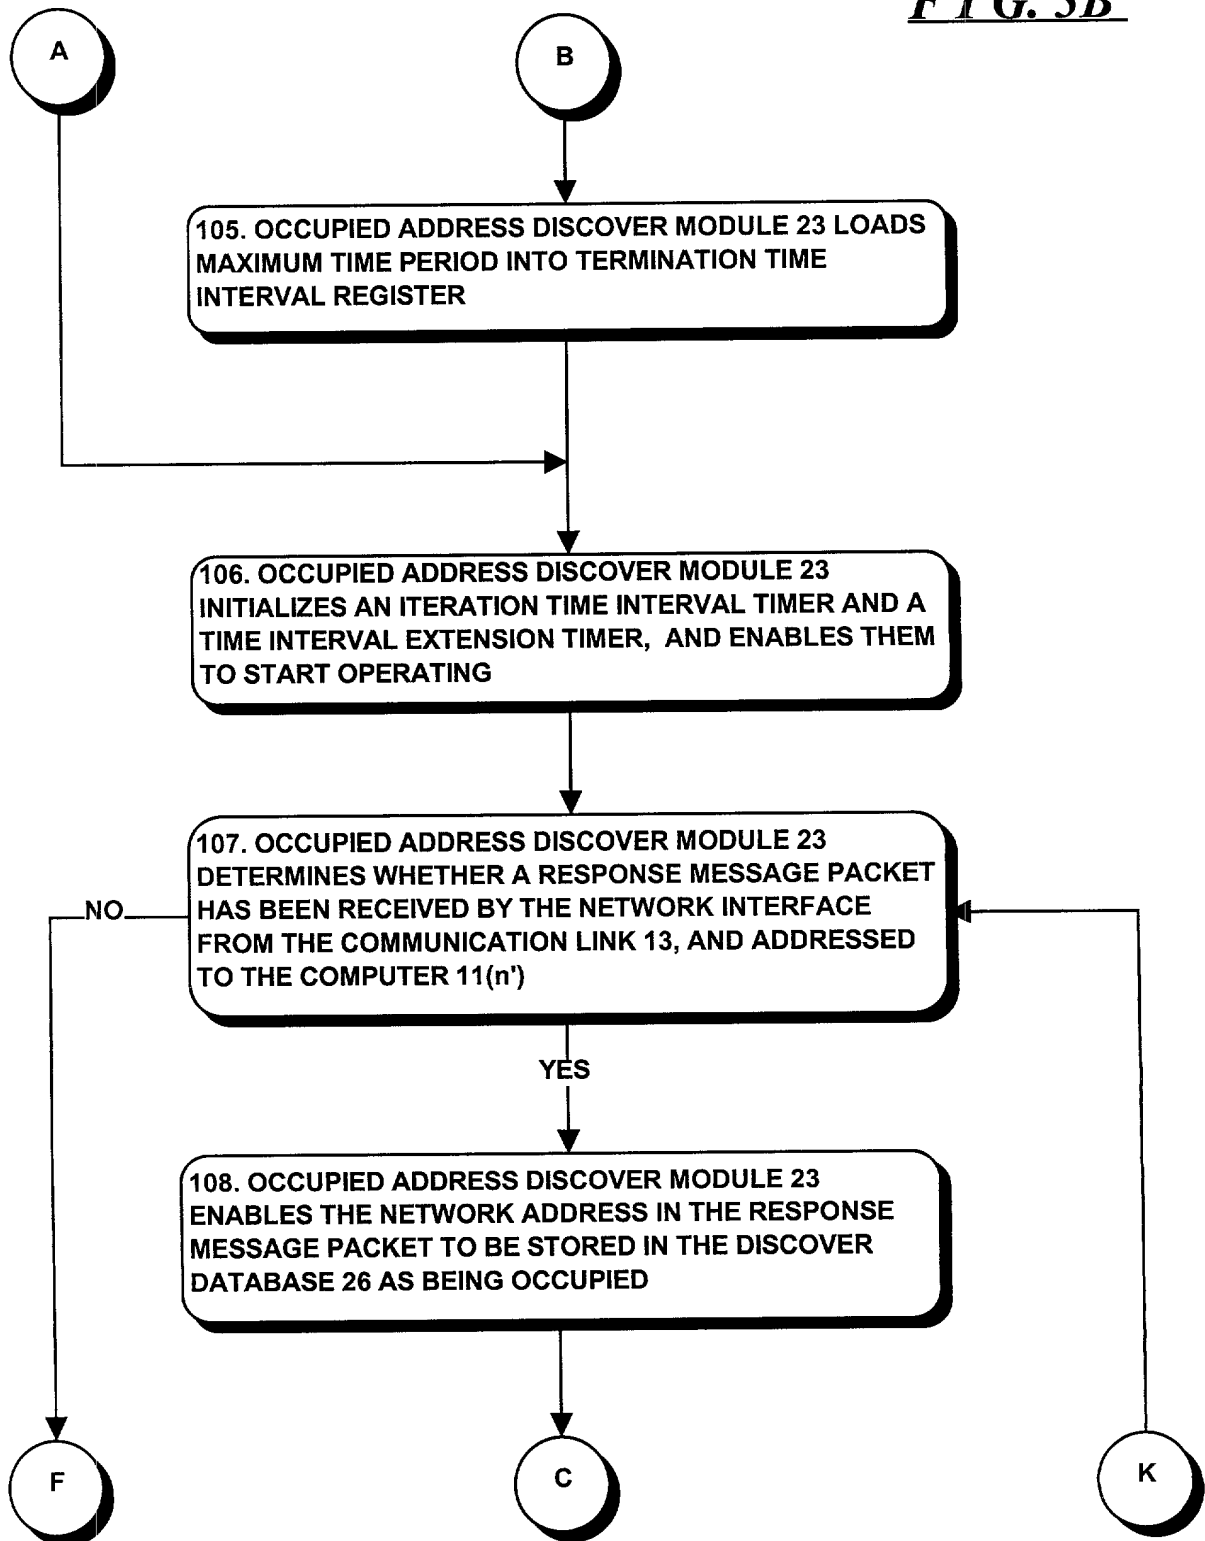 FIG. 3B
A
B
105. OCCUPIED ADDRESS DISCOVER MODULE 23 LOADS
MAXIMUM TIME PERIOD INTO TERMINATION TIME
INTERVAL REGISTER
106. OCCUPIED ADDRESS DISCOVER MODULE 23
INITIALIZES AN ITERATION TIME INTERVAL TIMER AND A
TIME INTERVAL EXTENSION TIMER, AND ENABLES THEM
TO START OPERATING
107. OCCUPIED ADDRESS DISCOVER MODULE 23
DETERMINES WHETHER A RESPONSE MESSAGE PACKET
HAS BEEN RECEIVED BY THE NETWORK INTERFACE
FROM THE COMMUNICATION LINK 13, AND ADDRESSED
TO THE COMPUTER 11(n')
NO
YES
108. OCCUPIED ADDRESS DISCOVER MODULE 23
ENABLES THE NETWORK ADDRESS IN THE RESPONSE
MESSAGE PACKET TO BE STORED IN THE DISCOVER
DATABASE 26 AS BEING OCCUPIED
F
C
K